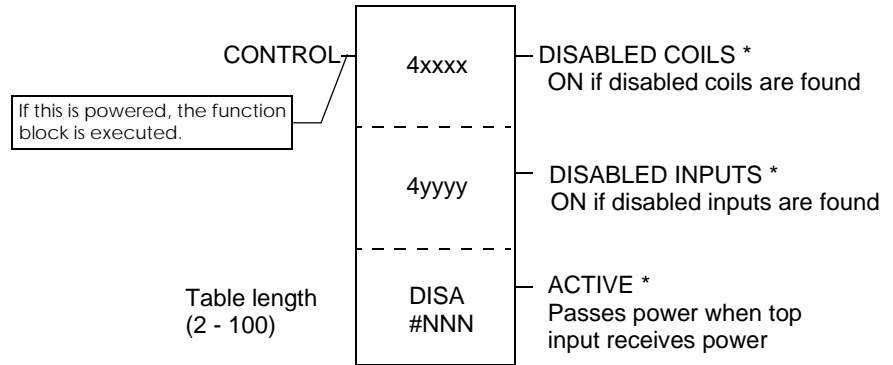 CONTROL
If this is powered, the function
block is executed.
4xxxx
DISABLED COILS *
ON if disabled coils are found
4yyyy
DISABLED INPUTS *
ON if disabled inputs are found
Table length
(2 - 100)
DISA
#NNN
ACTIVE *
Passes power when top
input receives power